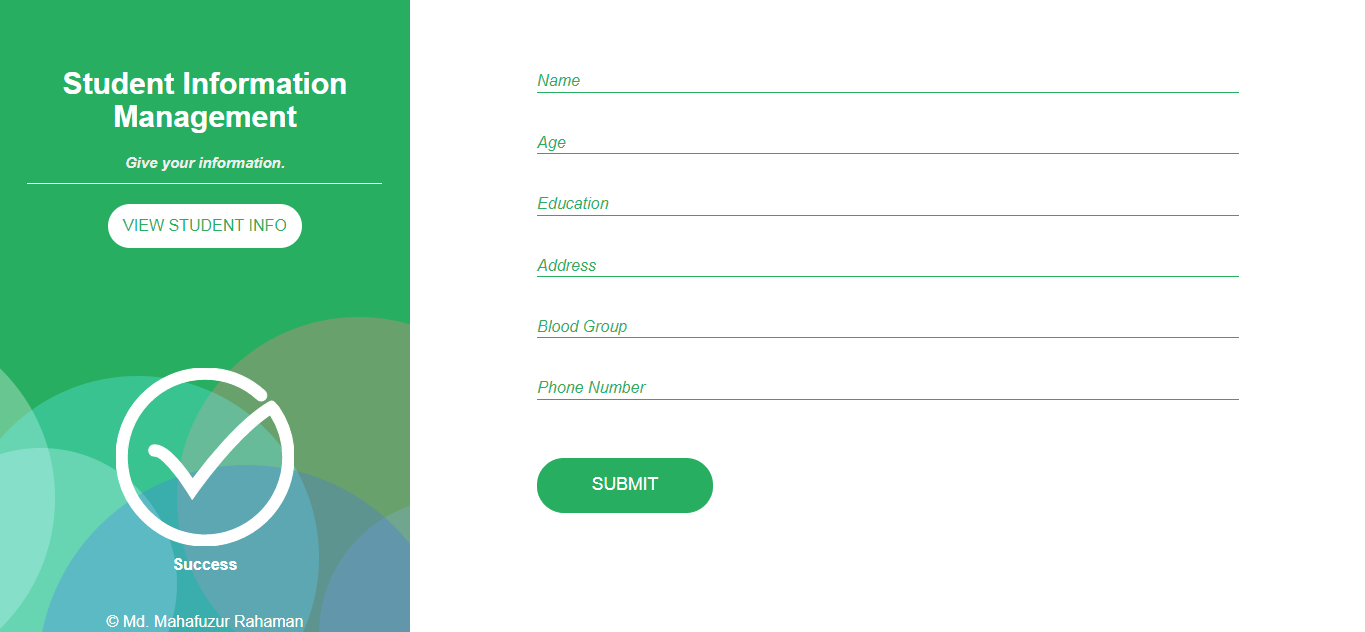 Student Information
Management
Give your information.
VIEW STUDENT INFO
Success
© Md. Mahafuzur Rahaman
Name
Age
Education
Address
Blood Group
Phone Number
SUBMIT